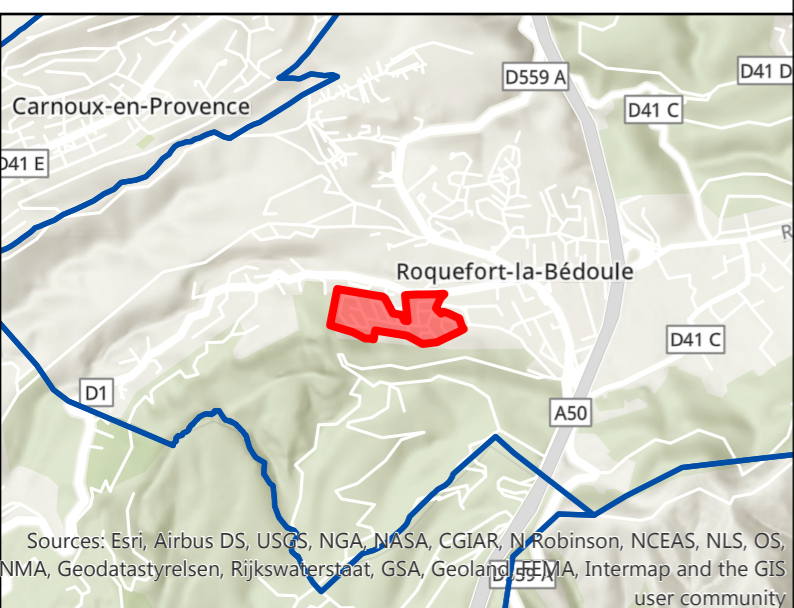 D559 A
D41 D
Carnoux-en-Provence
D41 C
D41 E
R
Roquefort-la-Bédoule
D41 C
D1
A50
Sources: Esri, Airbus DS, USGS, NGA, NASA, CGIAR, N Robinson, NCEAS, NLS, OS,
NMA, Geodatastyrelsen, Rijkswaterstaat, GSA, Geoland, FEMA, Intermap and the GIS
user community
D559 A